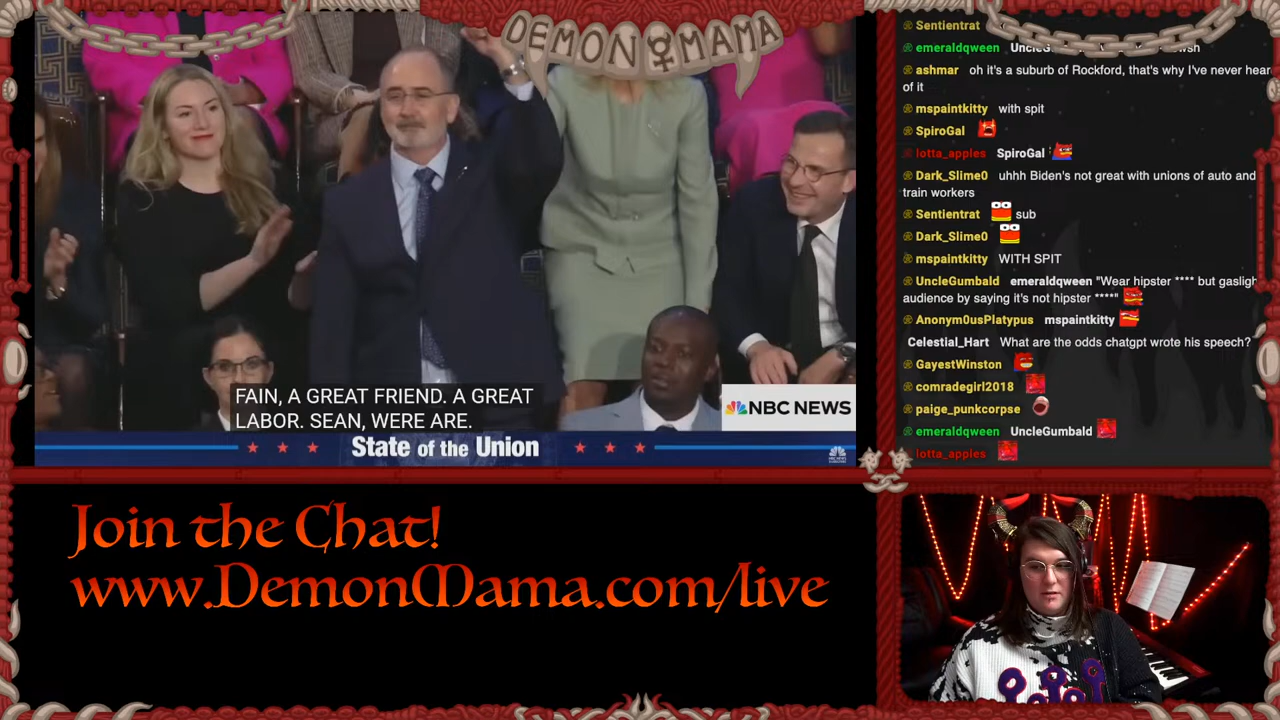 DEMON MAMA
FAIN, A GREAT FRIEND. A GREAT
LABOR. SEAN, WERE ARE.
NBC NEWS
State of the Union
Join the Chat!
www.DemonMama.com/live
Sentientrat
emeraldqween
ashmar oh it's a suburb of Rockford, that's why I've never hear
of it
mspaintkitty with spit
SpiroGal
lotta_apples SpiroGal
Dark_Slime0 uhhh Biden's not great with unions of auto and
train workers
Sentientrat sub
Dark_Slime0
mspaintkitty WITH SPIT
UncleGumbald emeraldqween "Wear hipster **** but gasligh
audience by saying it's not hipster ****"
Anonym0usPlatypus mspaintkitty
Celestial_Hart What are the odds chatgpt wrote his speech?
GayestWinston
comradegirl2018
paige_punkcorpse
emeraldqween UncleGumbald
lotta_apples